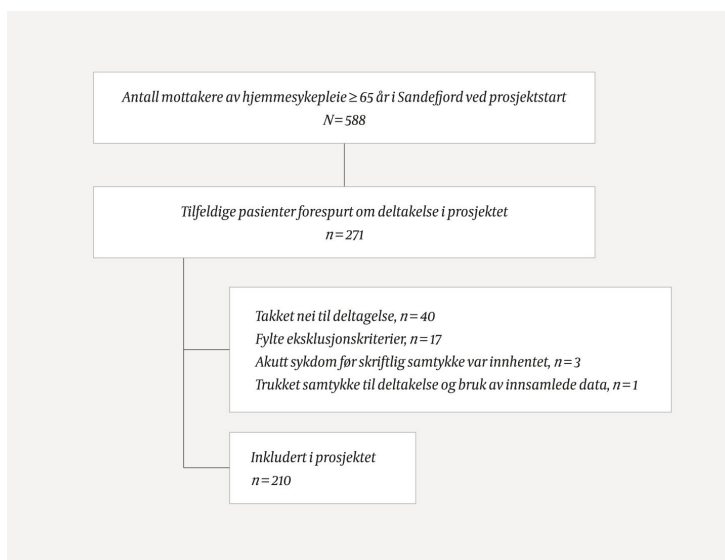 Antall mottakere av hjemmesykepleie ≥ 65 år i Sandefjord ved prosjektstart
N = 588
Tilfeldige pasienter forespurt om deltakelse i prosjektet
n = 271
Takket nei til deltagelse, n = 40
Fylte eksklusjonskriterier, n = 17
Akutt sykdom før skriftlig samtykke var innhentet, n = 3
Trukket samtykke til deltakelse og bruk av innsamlede data, n = 1
Inkludert i prosjektet
n = 210